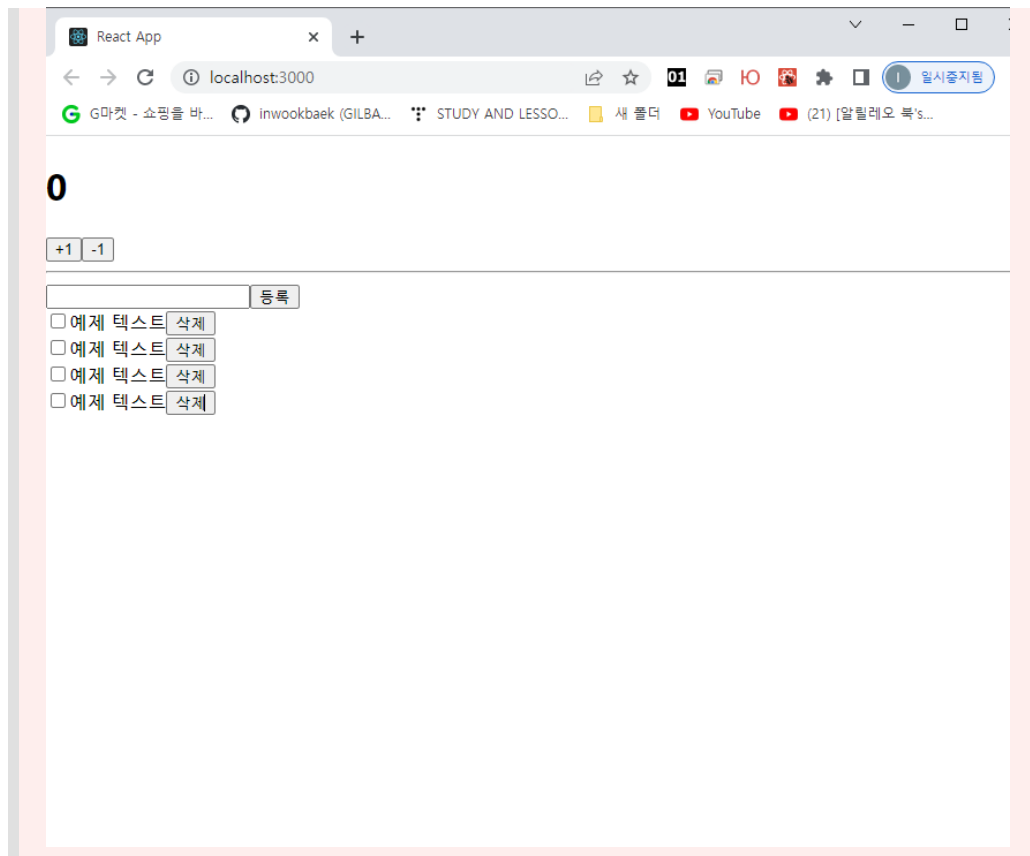 React App
localhost:3000
01 Ю I 일시중지됨
G마켓 - 쇼핑을 바... inwookbaek (GILBA... STUDY AND LESSO... 새 폴더 YouTube (21) [알릴레오 북's...
0
+1 -1
등록
예제 텍스트 삭제
예제 텍스트 삭제
예제 텍스트 삭제
예제 텍스트 삭제